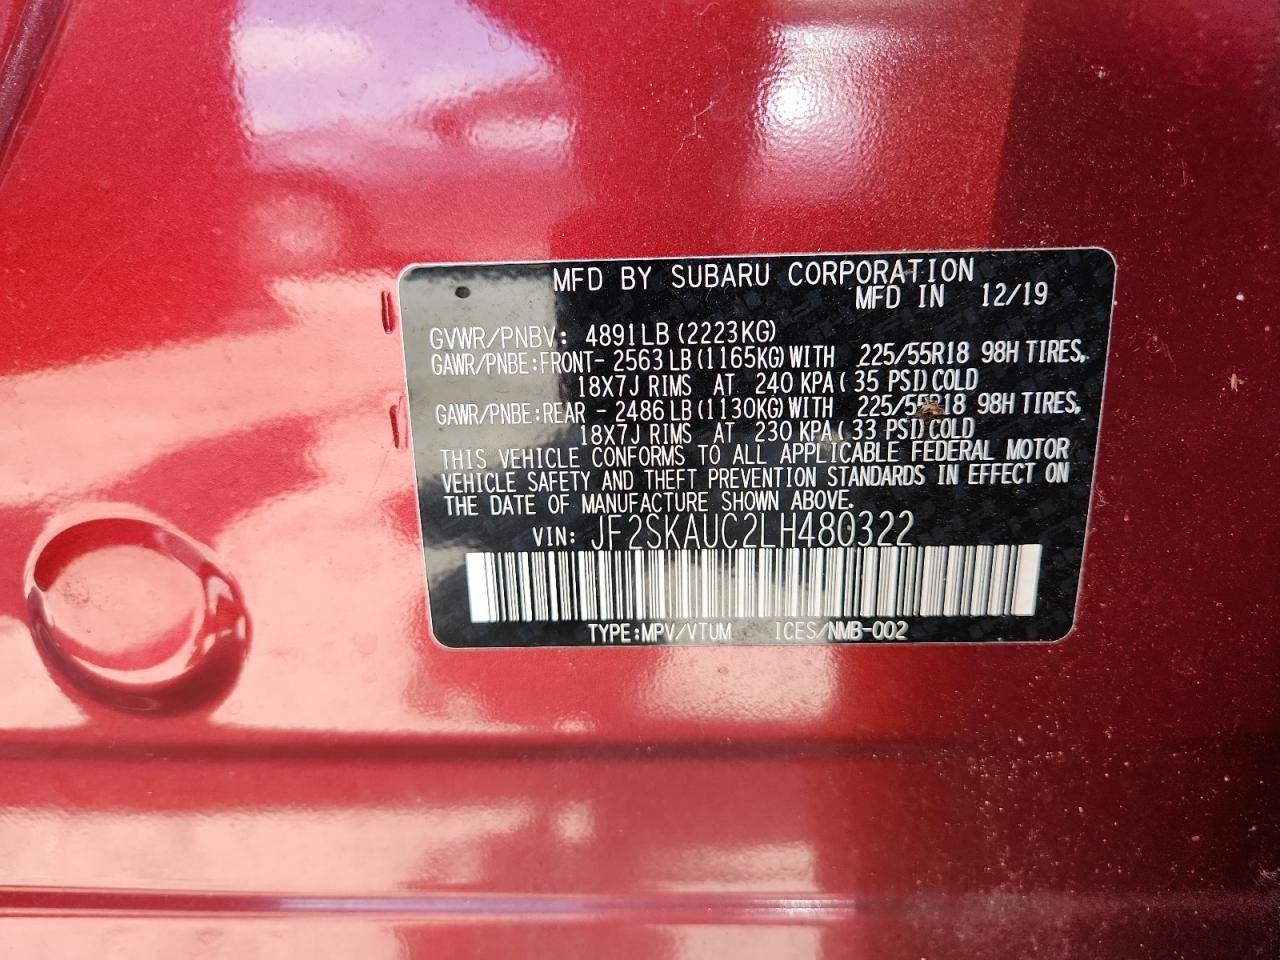 MFD BY SUBARU CORPORATION
MFD IN 12/19
GVWR/PNBV: 4891LB (2223KG)
GAWR/PNBE:FRONT- 2563LB (1165KG) WITH 225/55R18 98H TIRES,
18X7J RIMS AT 240 KPA( 35 PSI) COLD
GAWR/PNBE:REAR - 2486LB (1130KG) WITH 225/55R18 98H TIRES,
18X7J RIMS AT 230 KPA( 33 PSI) COLD
THIS VEHICLE CONFORMS TO ALL APPLICABLE FEDERAL MOTOR
VEHICLE SAFETY AND THEFT PREVENTION STANDARDS IN EFFECT ON
THE DATE OF MANUFACTURE SHOWN ABOVE.
VIN: JF2SKAUC2LH480322
TYPE:MPV/VTUM ICES/NMB-002